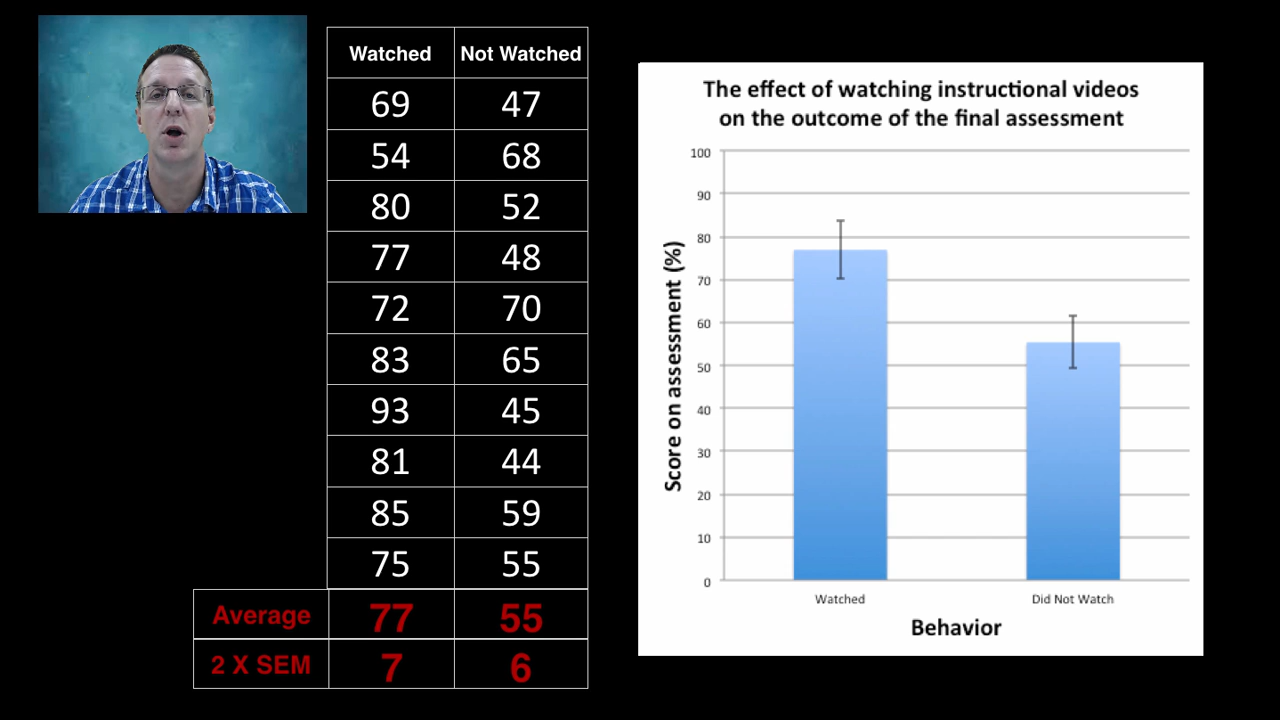 Watched Not Watched
69 47
54 68
80 52
77 48
72 70
83 65
93 45
81 44
85 59
75 55
Average 77 55
2 X SEM 7 6
The effect of watching instructional videos
on the outcome of the final assessment
Score on assessment (%)
100
90
80
70
60
50
40
30
20
10
0
Watched Did Not Watch
Behavior